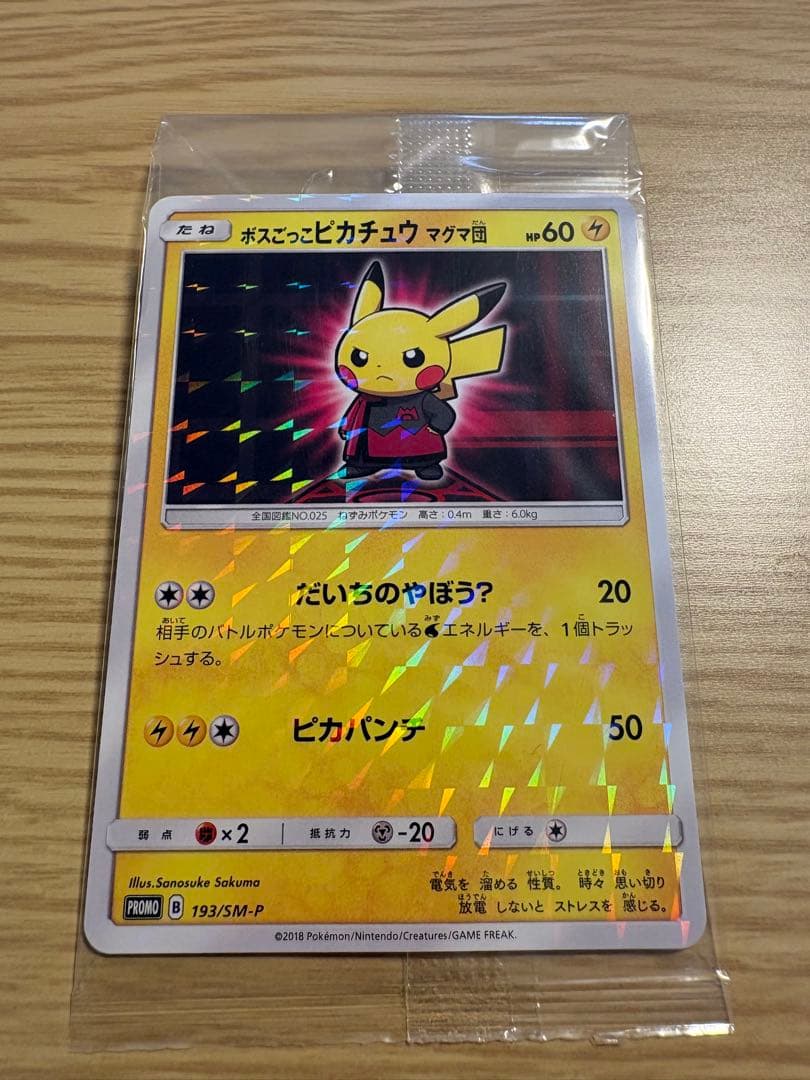 たね ボスごっこピカチュウ マグマ団 HP60
全国図鑑NO.025 ねずみポケモン 高さ:0.4m 重さ:6.0kg
だいちのやぼう? 20
相手のバトルポケモンについているエネルギーを、1個トラッ
シュする。
ピカパンチ 50
弱点 ×2 抵抗力 -20 にげる
Illus.Sanosuke Sakuma
電気を 溜める 性質。 時々 思い切り
放電 しないと ストレスを 感じる。
PROMO B 193/SM-P
©2018 Pokémon/Nintendo/Creatures/GAME FREAK.